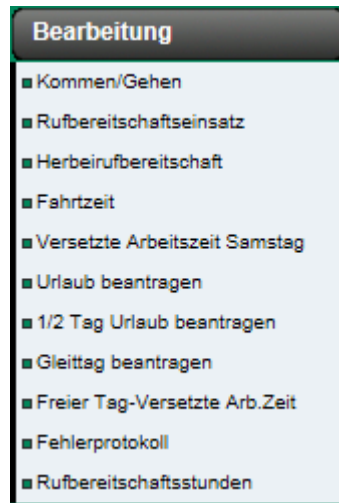 Bearbeitung
Kommen/Gehen
Rufbereitschaftseinsatz
Herbeirufbereitschaft
Fahrtzeit
Versetzte Arbeitszeit Samstag
Urlaub beantragen
1/2 Tag Urlaub beantragen
Gleittag beantragen
Freier Tag-Versetzte Arb.Zeit
Fehlerprotokoll
Rufbereitschaftsstunden